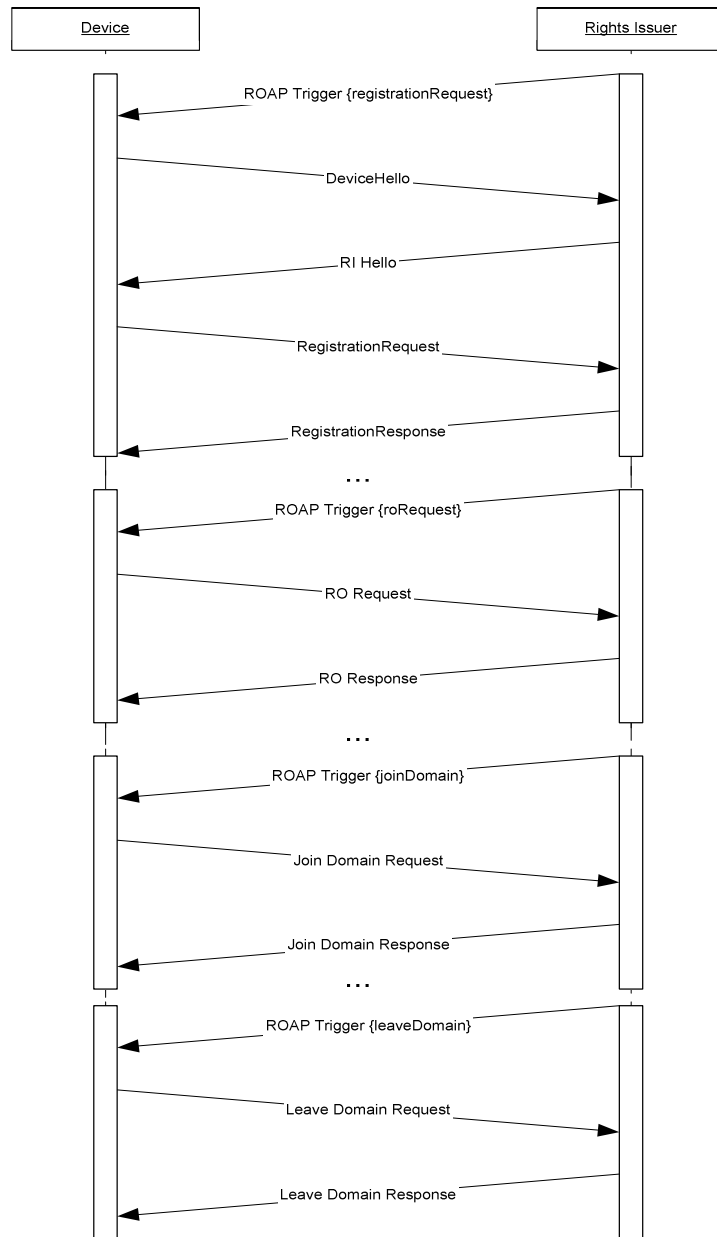 Device
Rights Issuer
ROAP Trigger {registrationRequest}
DeviceHello
RI Hello
RegistrationRequest
RegistrationResponse
...
ROAP Trigger {roRequest}
RO Request
RO Response
...
ROAP Trigger {joinDomain}
Join Domain Request
Join Domain Response
...
ROAP Trigger {leaveDomain}
Leave Domain Request
Leave Domain Response